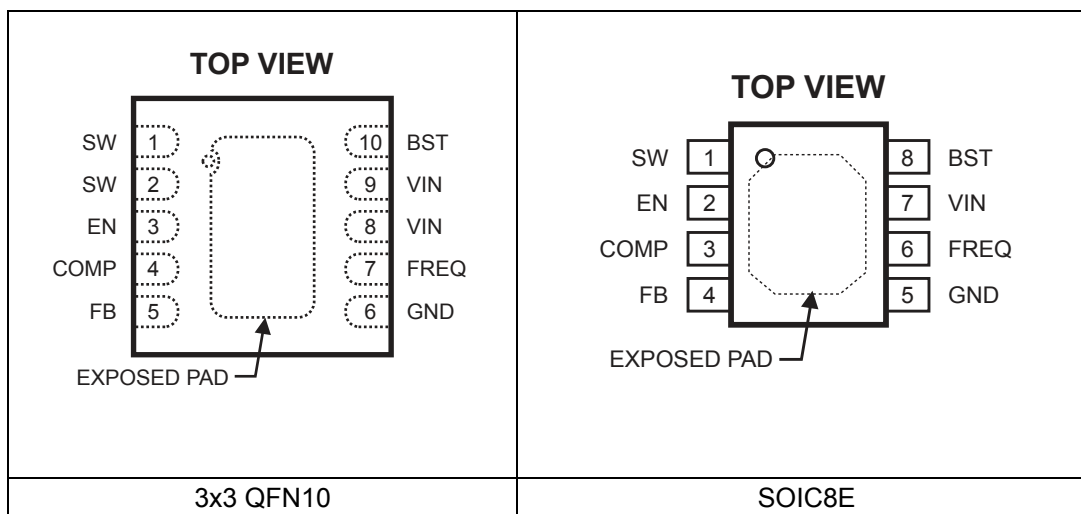 TOP VIEW
SW 1 10 BST
SW 2 9 VIN
EN 3 8 VIN
COMP 4 7 FREQ
FB 5 6 GND
EXPOSED PAD
3x3 QFN10
TOP VIEW
SW 1 8 BST
EN 2 7 VIN
COMP 3 6 FREQ
FB 4 5 GND
EXPOSED PAD
SOIC8E